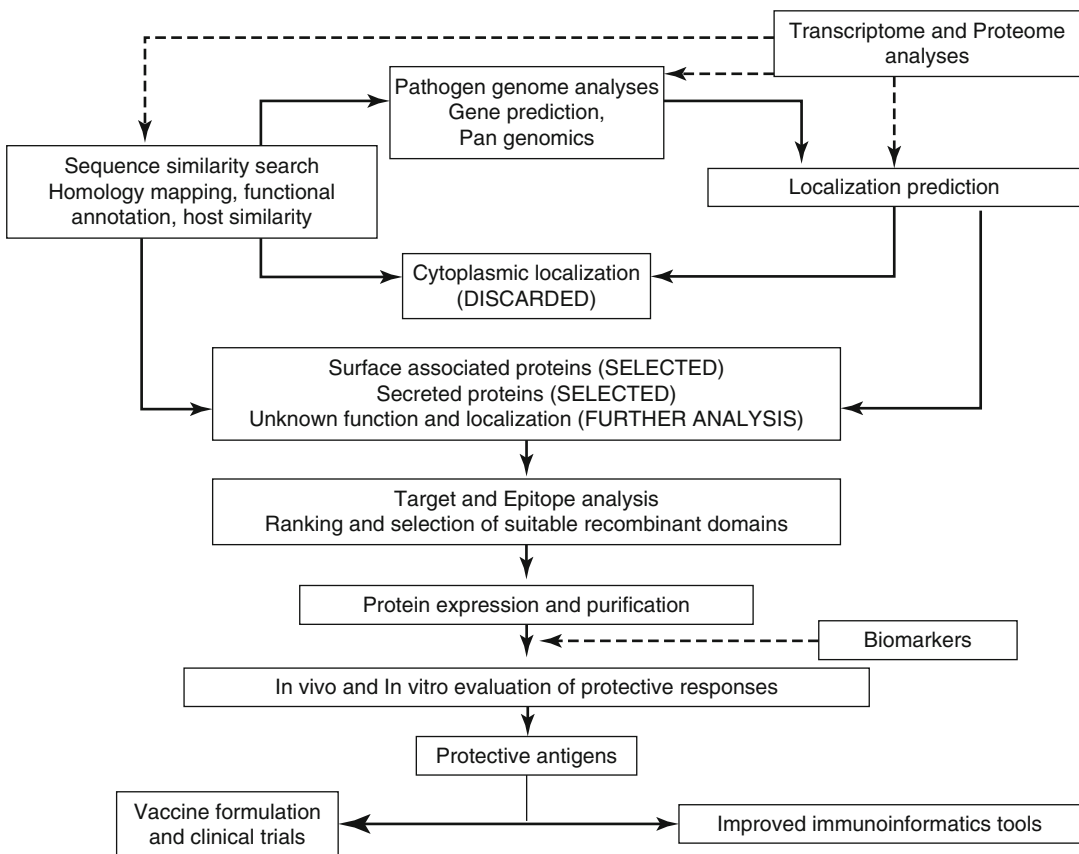 Transcriptome and Proteome
analyses
Pathogen genome analyses
Gene prediction,
Pan genomics
Sequence similarity search
Homology mapping, functional
annotation, host similarity
Localization prediction
Cytoplasmic localization
(DISCARDED)
Surface associated proteins (SELECTED)
Secreted proteins (SELECTED)
Unknown function and localization (FURTHER ANALYSIS)
Target and Epitope analysis
Ranking and selection of suitable recombinant domains
Protein expression and purification
Biomarkers
In vivo and In vitro evaluation of protective responses
Protective antigens
Vaccine formulation
and clinical trials
Improved immunoinformatics tools